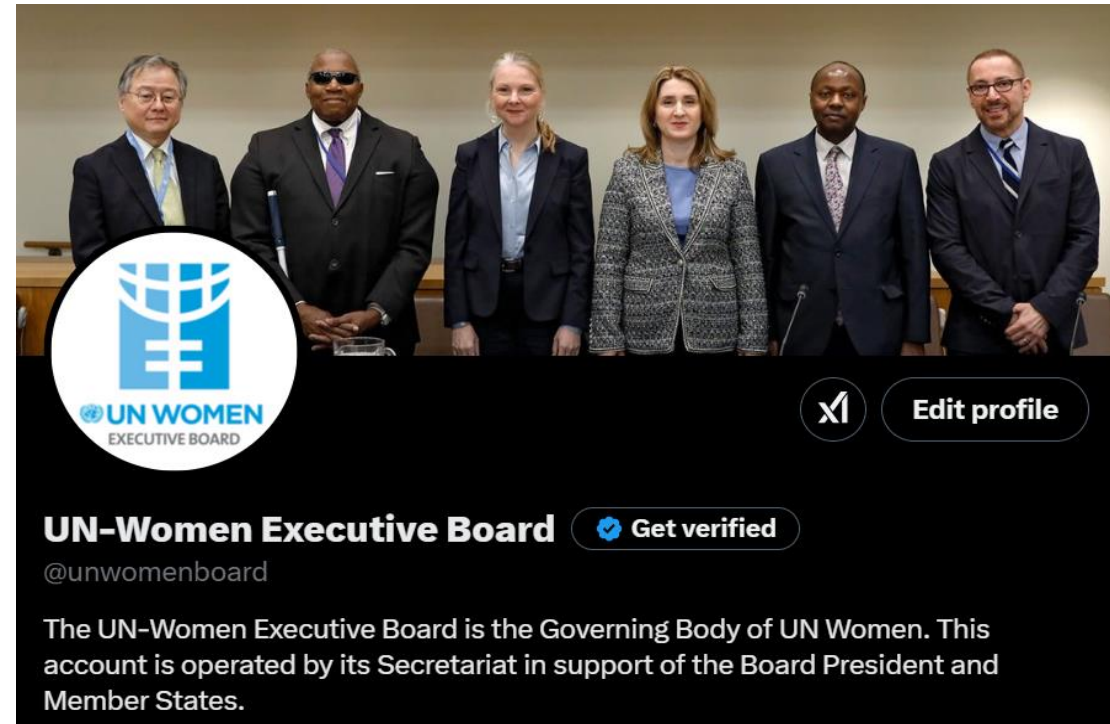 UN WOMEN
EXECUTIVE BOARD
Edit profile
UN-Women Executive Board Get verified
@unwomenboard
The UN-Women Executive Board is the Governing Body of UN Women. This
account is operated by its Secretariat in support of the Board President and
Member States.